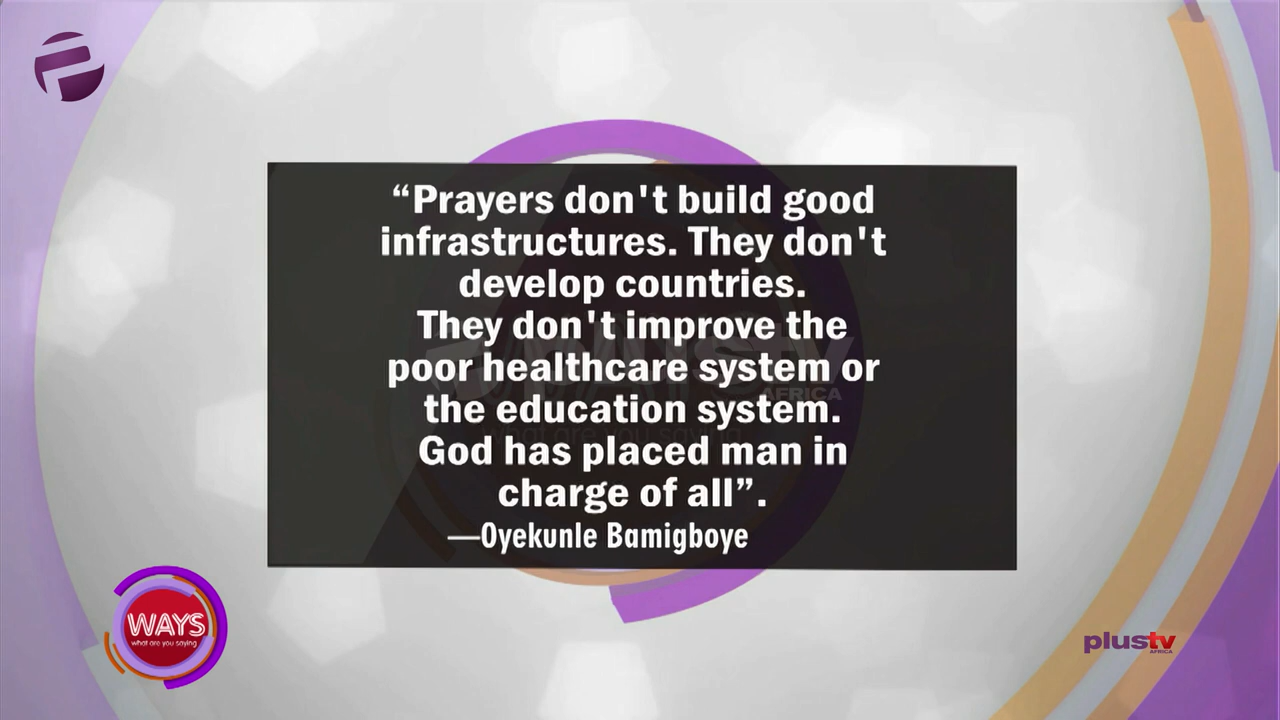 “Prayers don't build good
infrastructures. They don't
develop countries.
They don't improve the
poor healthcare system or
the education system.
God has placed man in
charge of all”.
—Oyekunle Bamigboye
WAYS
what are you saying
plustv
AFRICA